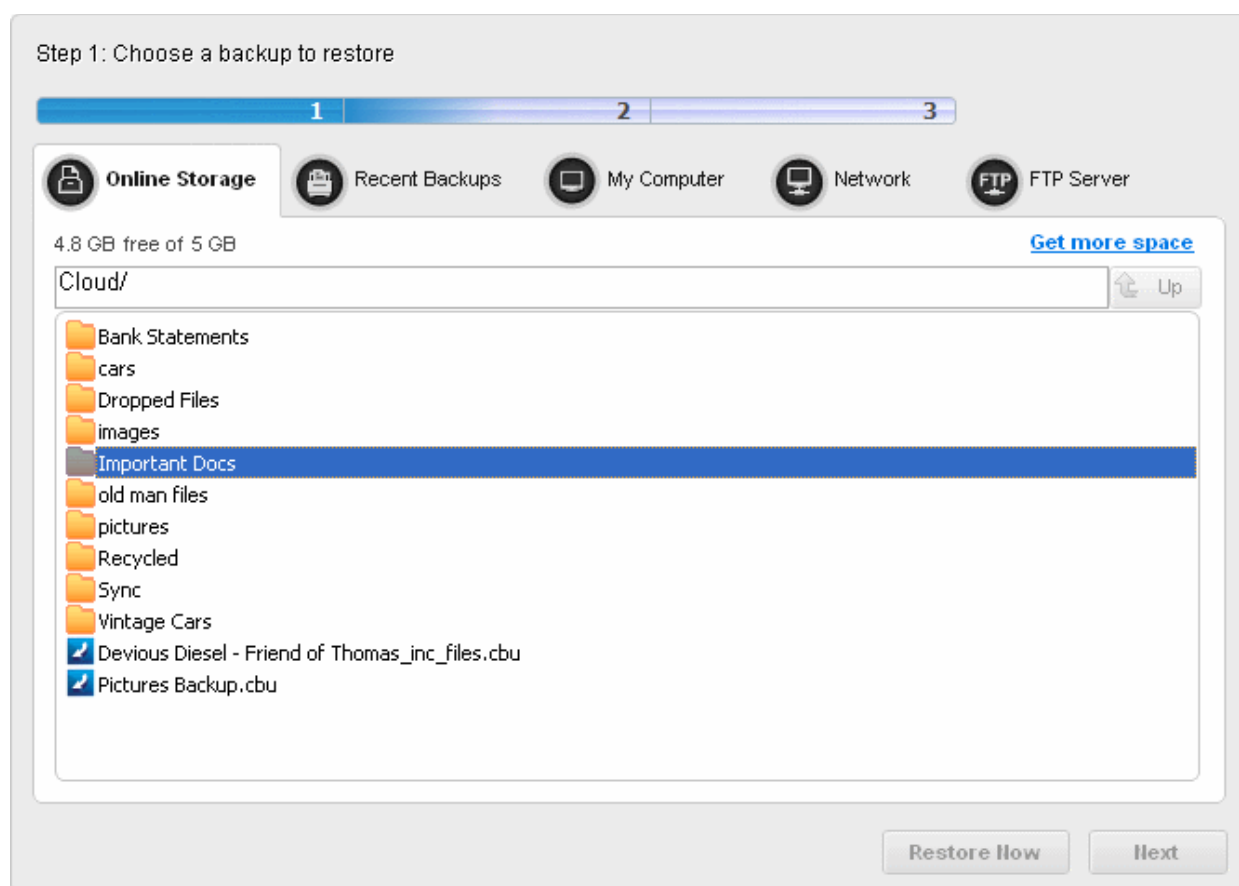 Step 1: Choose a backup to restore
1 2 3
Online Storage Recent Backups My Computer Network FTP FTP Server
4.8 GB free of 5 GB Get more space
Cloud/ Up
Bank Statements
cars
Dropped Files
images
Important Docs
old man files
pictures
Recycled
Sync
Vintage Cars
Devious Diesel - Friend of Thomas_inc_files.cbu
Pictures Backup.cbu
Restore Now Next